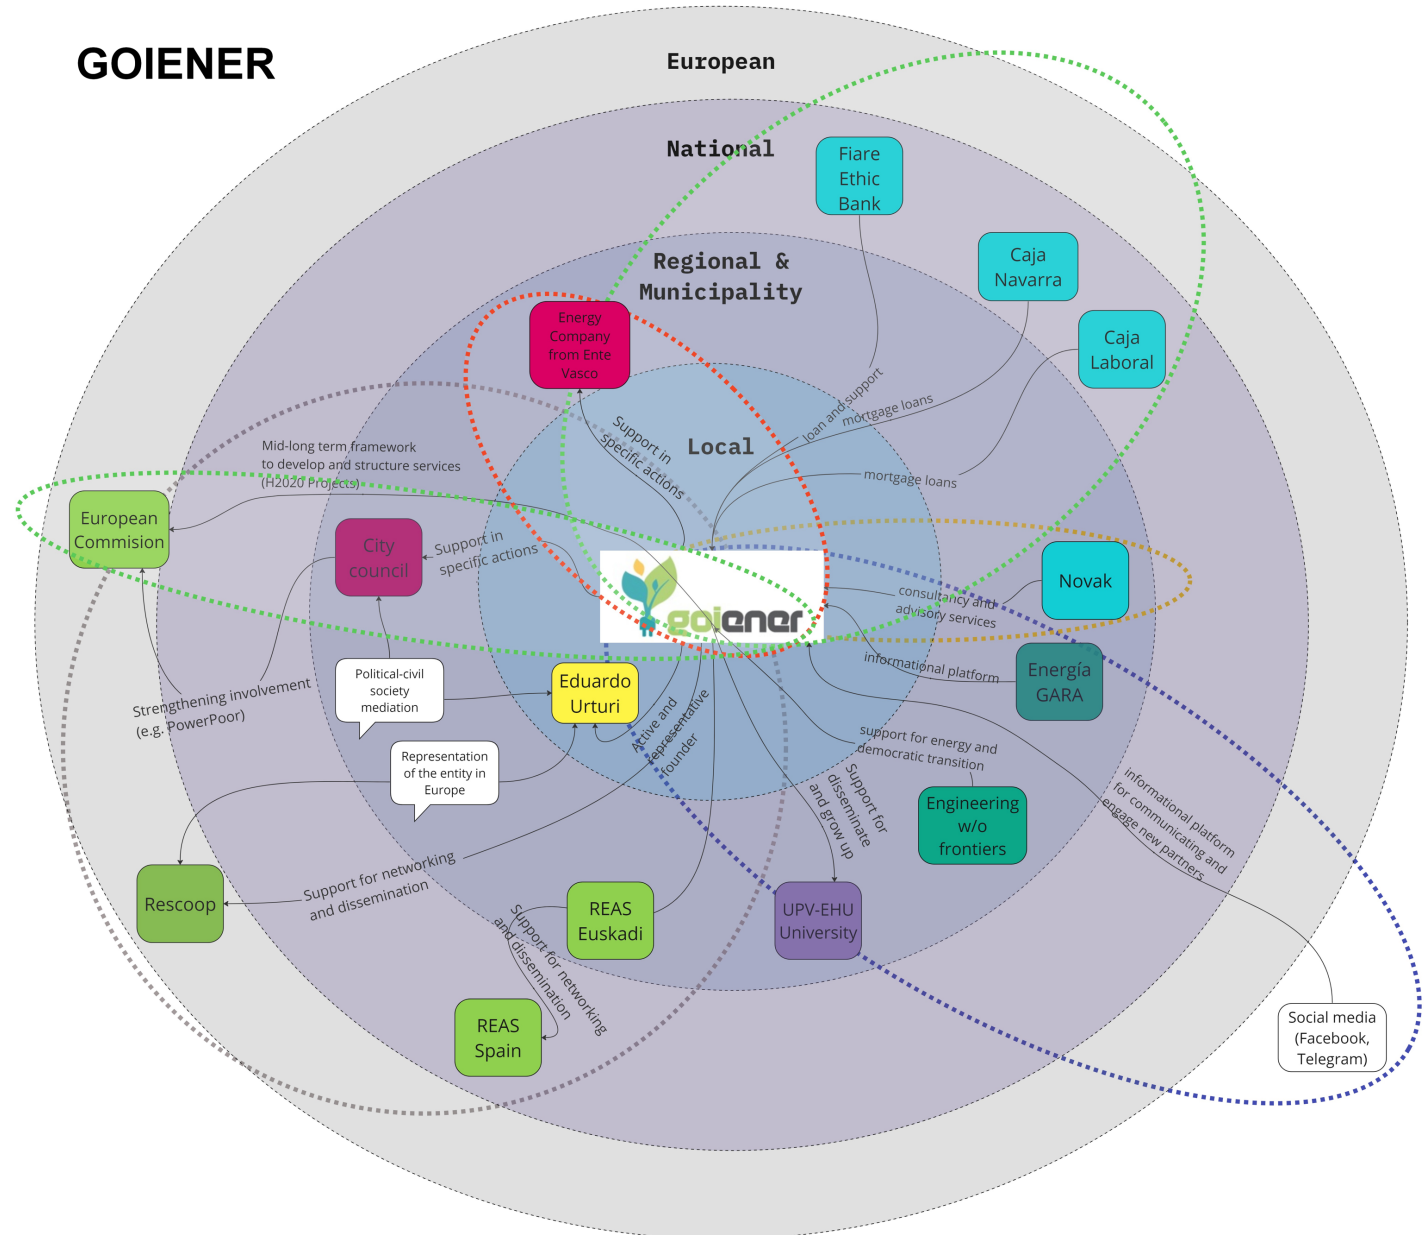 GOIENER
European
National
Fiare
Ethic
Bank
Caja
Navarra
Regional &
Municipality
Energy
Company
from Ente
Vasco
Caja
Laboral
loan and support
mortgage loans
Support in
specific actions
Local
Mid-long term framework
to develop and structure services
(H2020 Projects)
mortgage loans
European
Commision
City
council
Support in
specific actions
goiener
consultancy and
advisory services
Novak
informational platform
Energía
GARA
Political-civil
society
mediation
Eduardo
Urturi
Strengthening involvement
(e.g. PowerPoor)
Active and
representative
founder
Representation
of the entity in
Europe
support for energy and
democratic transition
Support for
disseminate
and grow up
Engineering
w/o
frontiers
informational platform
for communicating and
engage new partners
Rescoop
Support for networking
and dissemination
REAS
Euskadi
UPV-EHU
University
Support for networking
and dissemination
REAS
Spain
Social media
(Facebook,
Telegram)